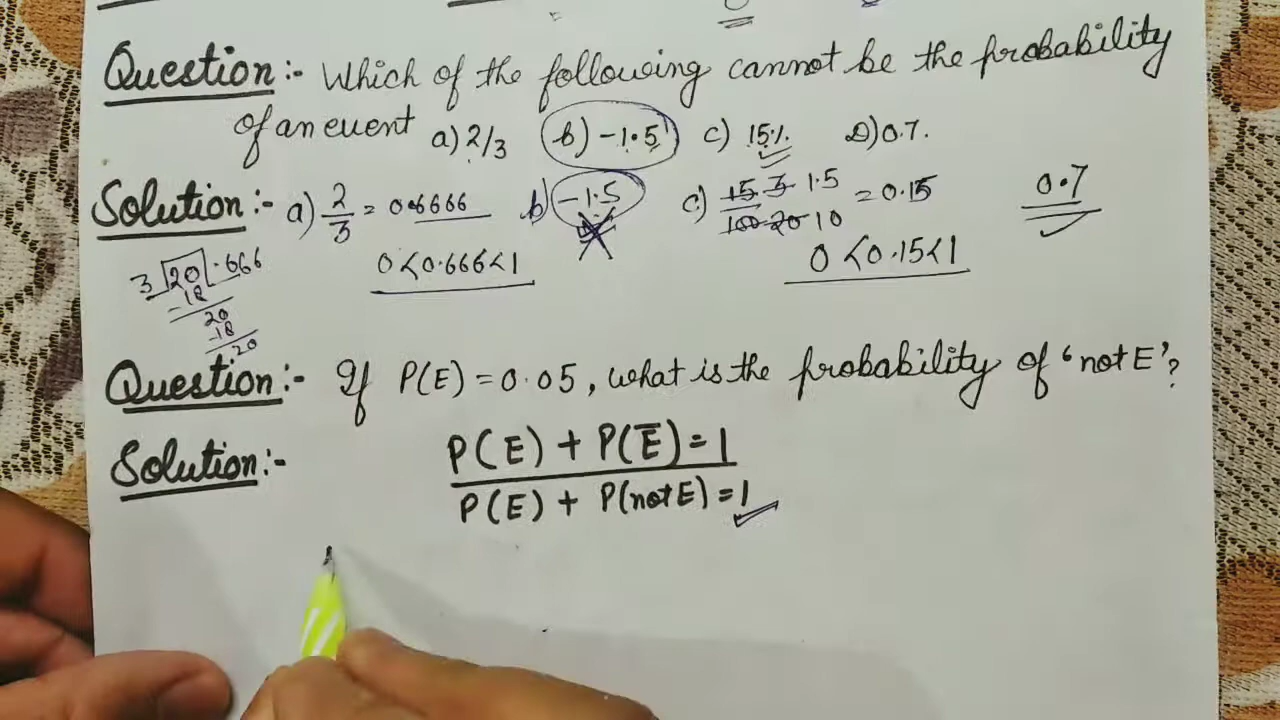 Question:- Which of the following cannot be the probability
of an event a) 2/3 b) -1.5 c) 15% D) 0.7.
Solution:- a) 2/3 = 0.6666 b) -1.5 c) 15/100 3/20 1.5/10 = 0.15 0.7
0<0.666<1 0<0.15<1
3 20 .666
-18
20
-18
20
Question:- If P(E) = 0.05, what is the probability of 'not E'?
Solution:- P(E) + P(E̅) = 1
P(E) + P(not E) = 1